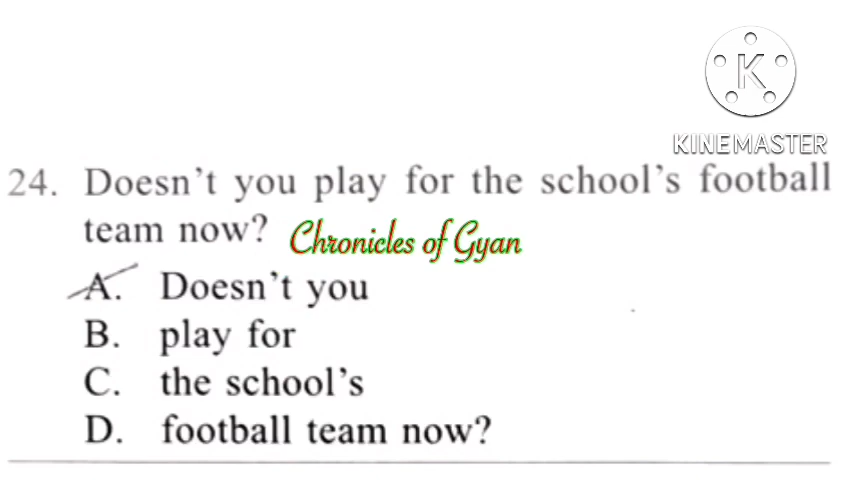 K
KINEMASTER
24. Doesn't you play for the school's football
team now? Chronicles of Gyan
A. Doesn't you
B. play for
C. the school's
D. football team now?